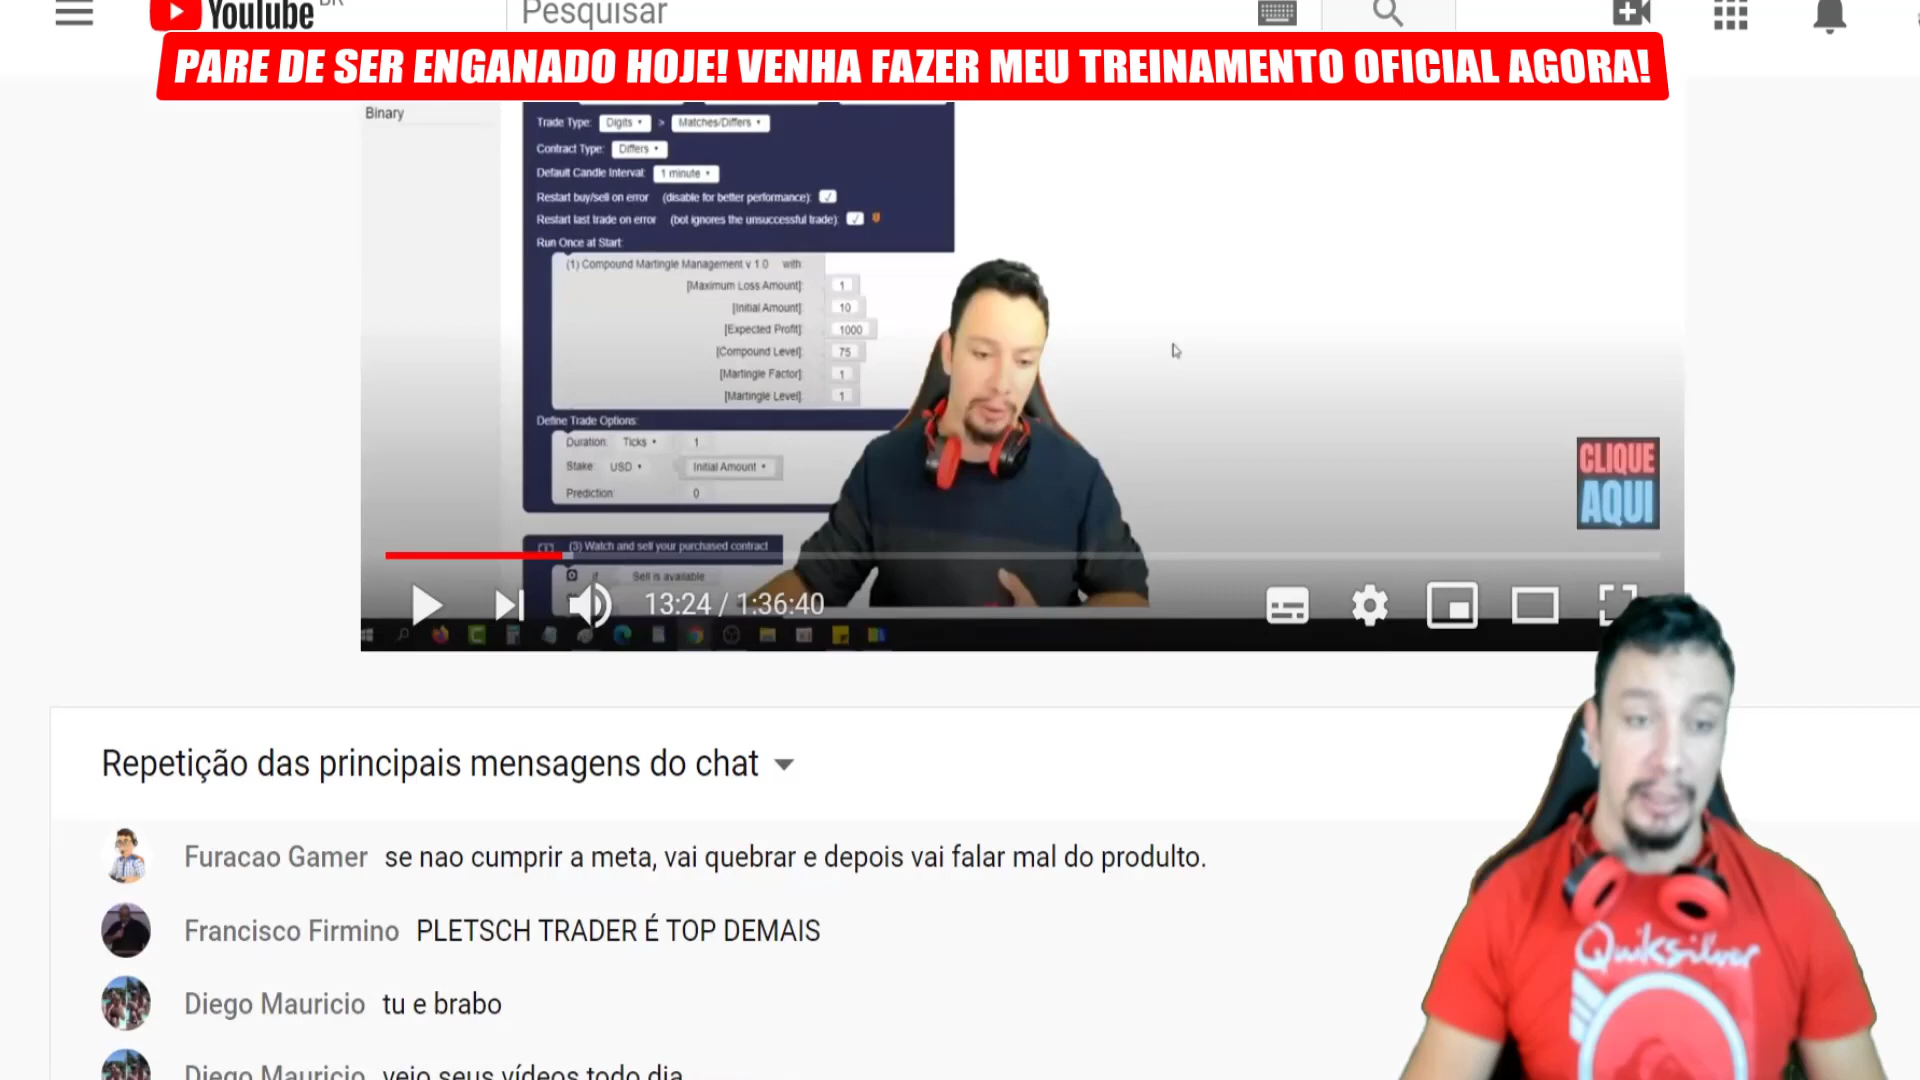 YouTube BR
Pesquisar
PARE DE SER ENGANADO HOJE! VENHA FAZER MEU TREINAMENTO OFICIAL AGORA!
Binary
Trade Type: Digits > Matches/Differs
Contract Type: Differs
Default Candle Interval: 1 minute
Restart buy/sell on error (disable for better performance):
Restart last trade on error (bot ignores the unsuccessful trade):
Run Once at Start:
(1) Compound Martingle Management v 1 0 with:
[Maximum Loss Amount]: 1
[Initial Amount]: 10
[Expected Profit]: 1000
[Compound Level]: 75
[Martingle Factor]: 1
[Martingle Level]: 1
Define Trade Options:
Duration: Ticks 1
Stake: USD Initial Amount
Prediction: 0
CLIQUE
AQUI
(3) Watch and sell your purchased contract
if Sell is available
13:24 / 1:36:40
Repetição das principais mensagens do chat
Furacao Gamer se nao cumprir a meta, vai quebrar e depois vai falar mal do produlto.
Francisco Firmino PLETSCH TRADER É TOP DEMAIS
Diego Mauricio tu e brabo
Diego Mauricio vejo seus vídeos todo dia
Quiksilver